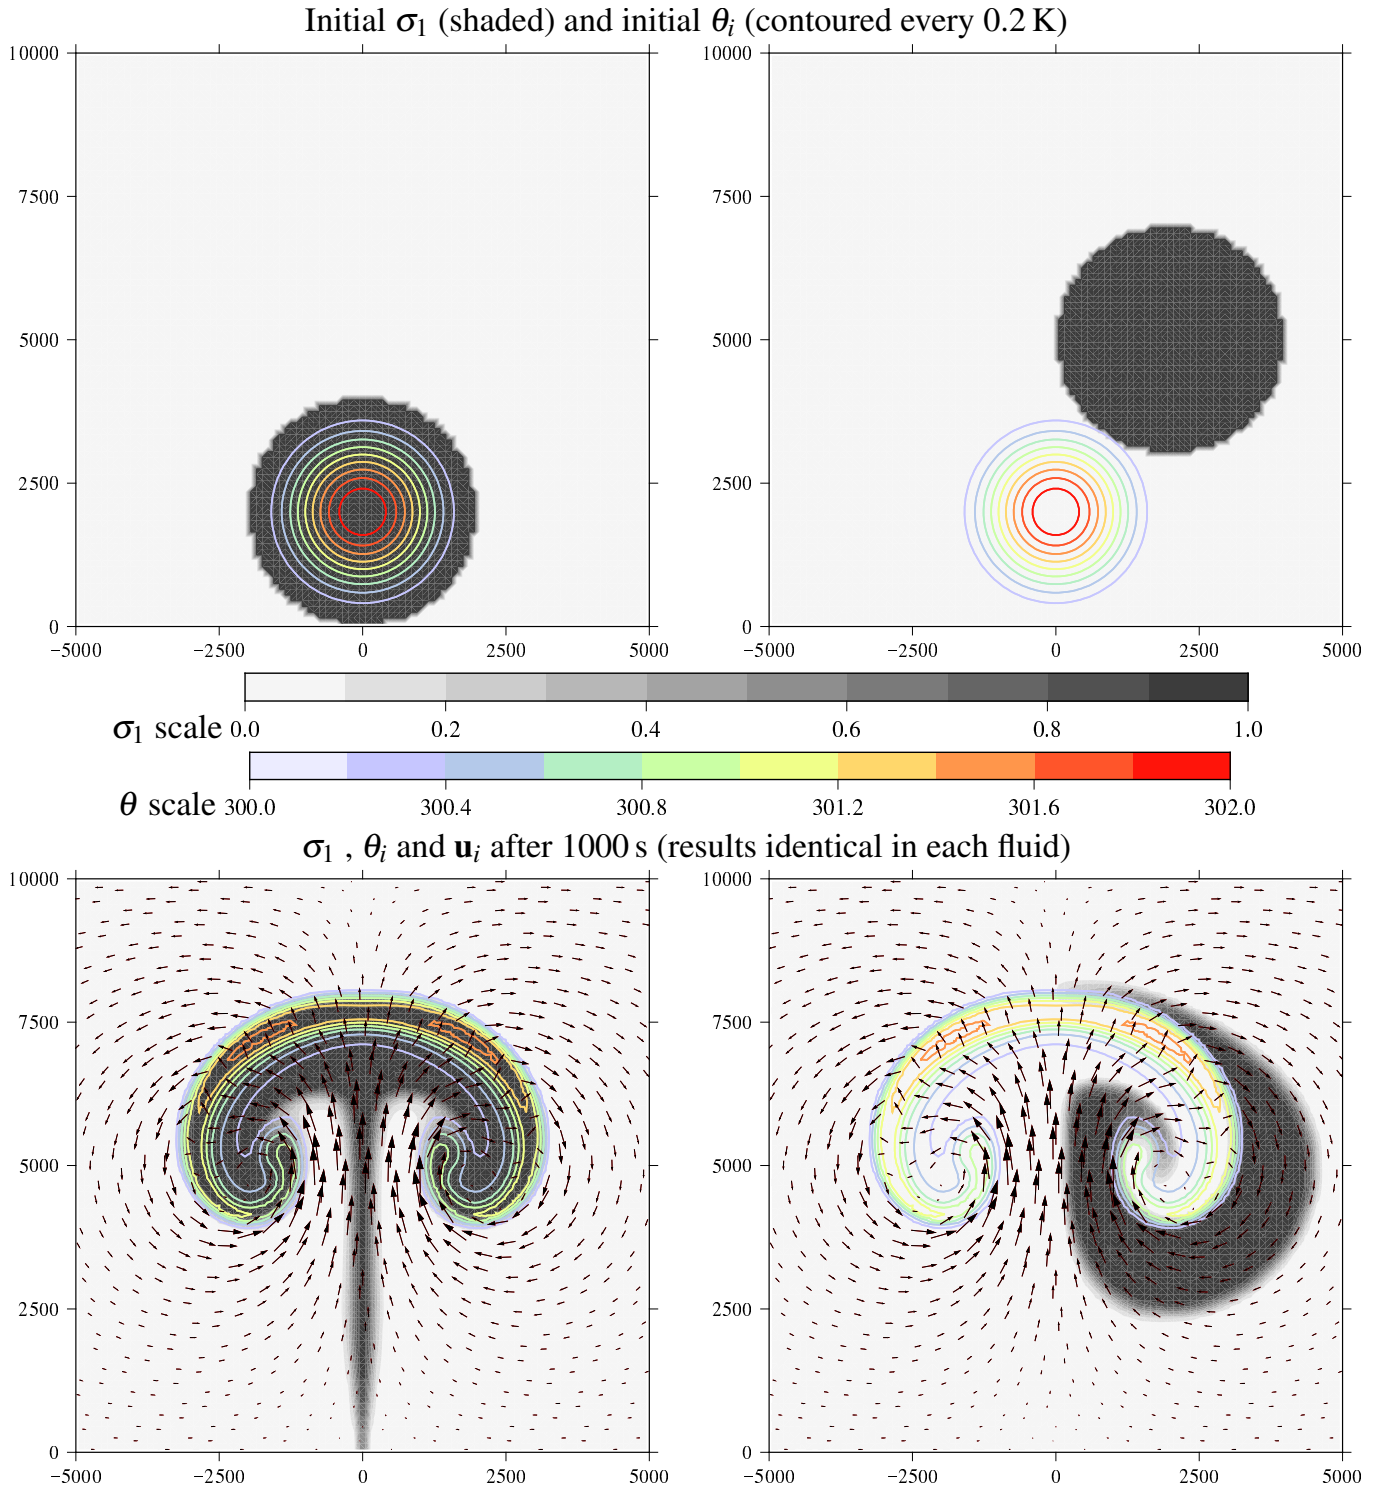 Initial σ₁ (shaded) and initial θᵢ (contoured every 0.2 K)
10000 10000
7500 7500
5000 5000
2500 2500
0 0
−5000 −2500 0 2500 5000 −5000 −2500 0 2500 5000
σ₁ scale 0.0 0.2 0.4 0.6 0.8 1.0
θ scale 300.0 300.4 300.8 301.2 301.6 302.0
σ₁ , θᵢ and uᵢ after 1000 s (results identical in each fluid)
10000 10000
7500 7500
5000 5000
2500 2500
0 0
−5000 −2500 0 2500 5000 −5000 −2500 0 2500 5000